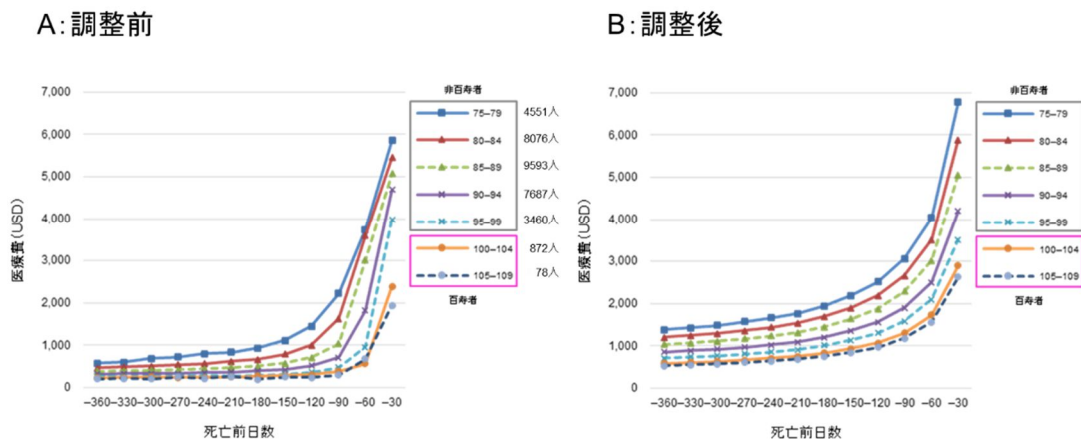 A：調整前
B：調整後
医療費（USD）
7,000
6,000
5,000
4,000
3,000
2,000
1,000
0
−360−330−300−270−240−210−180−150−120 −90 −60 −30
死亡前日数
非百寿者
75−79 4551人
80−84 8076人
85−89 9593人
90−94 7687人
95−99 3460人
100−104 872人
105−109 78人
百寿者
医療費（USD）
7,000
6,000
5,000
4,000
3,000
2,000
1,000
0
−360−330−300−270−240−210−180−150−120 −90 −60 −30
死亡前日数
非百寿者
75−79
80−84
85−89
90−94
95−99
100−104
105−109
百寿者